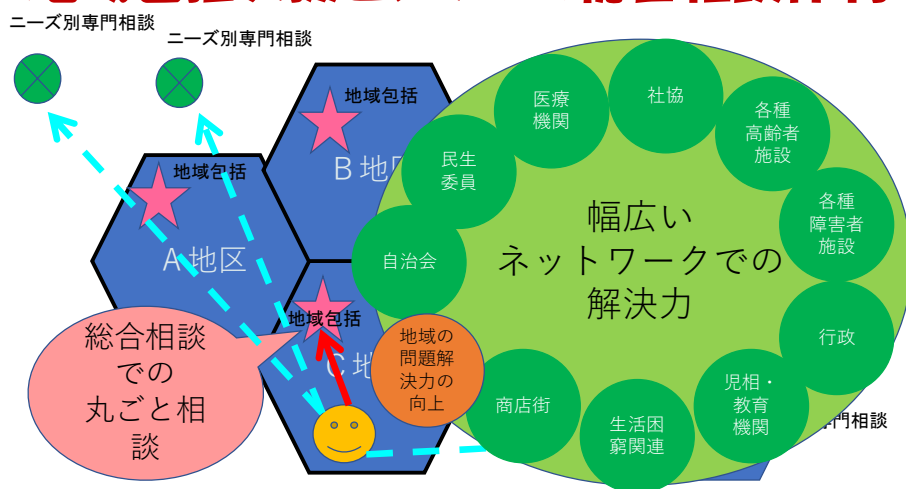 ニーズ別専門相談
ニーズ別専門相談
地域包括
B地
地域包括
A地区
地域包括
C地
総合相談
での
丸ごと相
談
地域の
問題解
決力の
向上
幅広い
ネットワークでの
解決力
医療
機関
社協
各種
高齢者
施設
民生
委員
各種
障害者
施設
自治会
行政
商店街
生活困
窮関連
児相・
教育
機関
専門相談